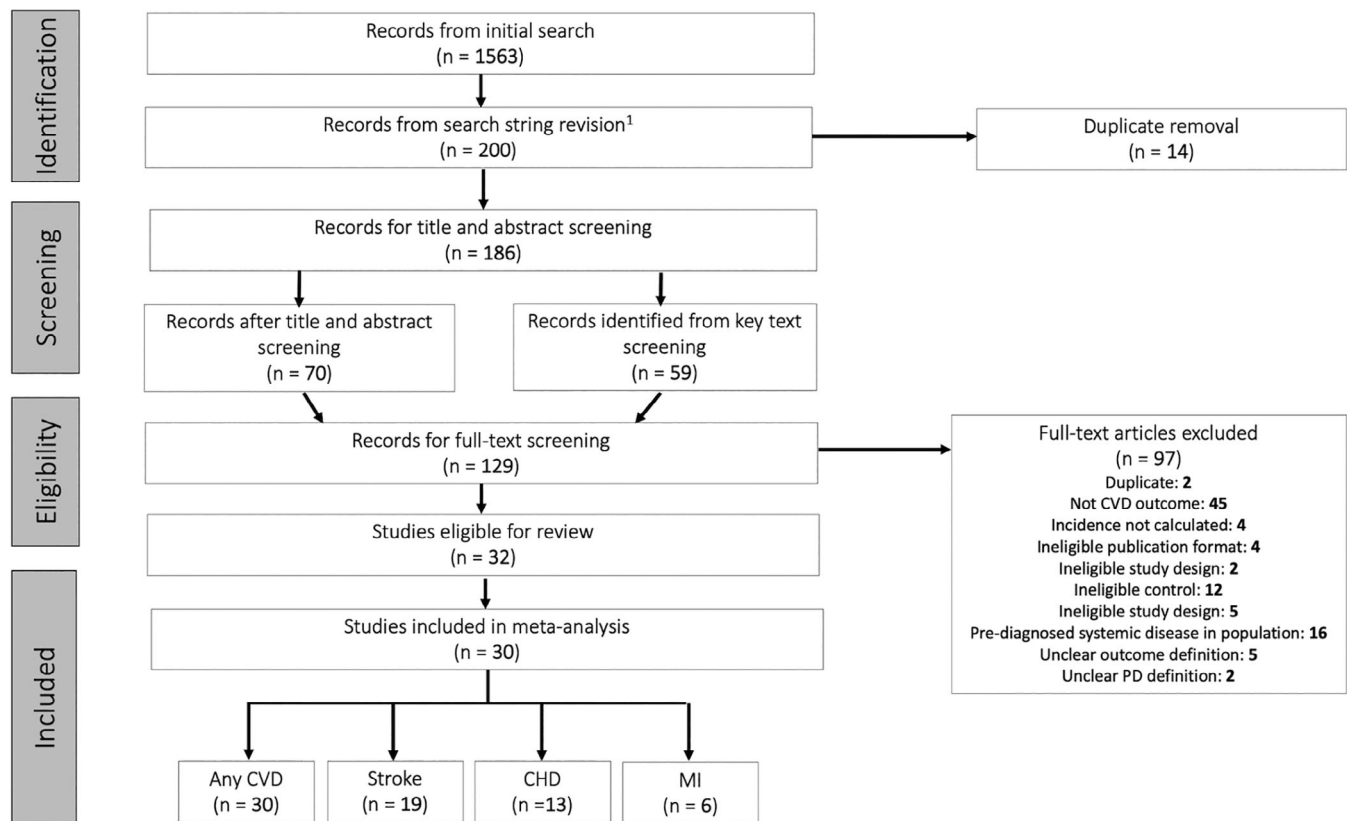 Identification
Records from initial search
(n = 1563)
Records from search string revision¹
(n = 200)
Duplicate removal
(n = 14)
Screening
Records for title and abstract screening
(n = 186)
Records after title and abstract
screening
(n = 70)
Records identified from key text
screening
(n = 59)
Eligibility
Records for full-text screening
(n = 129)
Full-text articles excluded
(n = 97)
Duplicate: 2
Not CVD outcome: 45
Incidence not calculated: 4
Ineligible publication format: 4
Ineligible study design: 2
Ineligible control: 12
Ineligible study design: 5
Pre-diagnosed systemic disease in population: 16
Unclear outcome definition: 5
Unclear PD definition: 2
Studies eligible for review
(n = 32)
Included
Studies included in meta-analysis
(n = 30)
Any CVD
(n = 30)
Stroke
(n = 19)
CHD
(n =13)
MI
(n = 6)